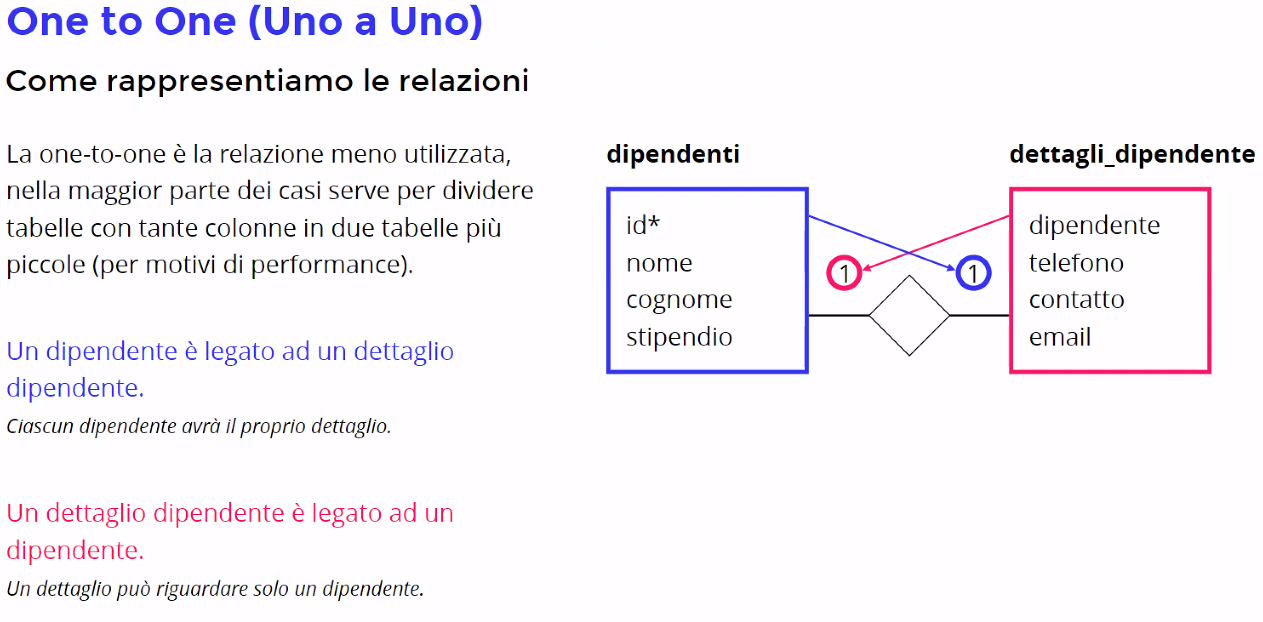 One to One (Uno a Uno)
Come rappresentiamo le relazioni
La one-to-one è la relazione meno utilizzata,
nella maggior parte dei casi serve per dividere
tabelle con tante colonne in due tabelle più
piccole (per motivi di performance).
Un dipendente è legato ad un dettaglio
dipendente.
Ciascun dipendente avrà il proprio dettaglio.
Un dettaglio dipendente è legato ad un
dipendente.
Un dettaglio può riguardare solo un dipendente.
dipendenti
id*
nome
cognome
stipendio
1
1
dettagli_dipendente
dipendente
telefono
contatto
email